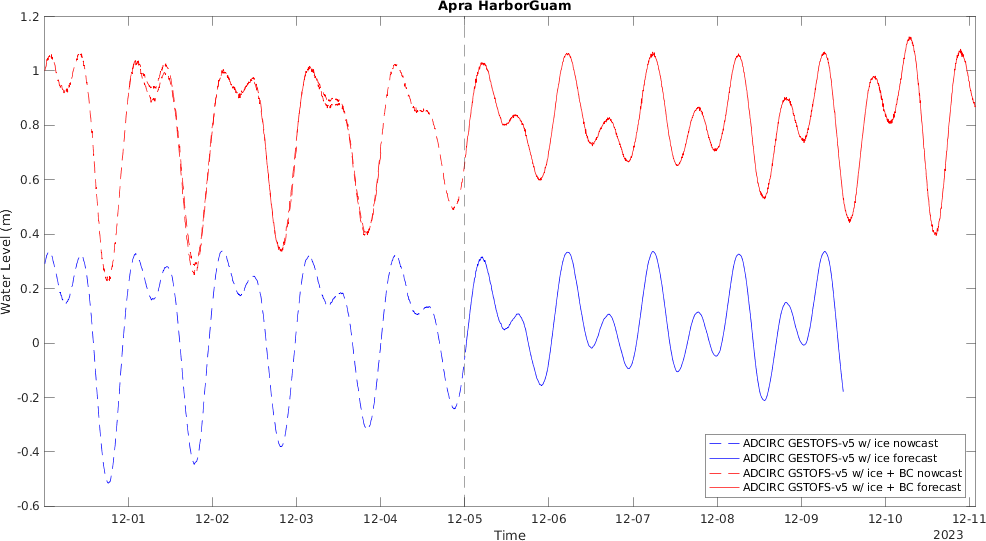 Apra HarborGuam
1.2
1
0.8
0.6
0.4
0.2
0
-0.2
-0.4
-0.6
Water Level (m)
12-01 12-02 12-03 12-04 12-05 12-06 12-07 12-08 12-09 12-10 12-11
Time
2023
ADCIRC GESTOFS-v5 w/ ice nowcast
ADCIRC GESTOFS-v5 w/ ice forecast
ADCIRC GSTOFS-v5 w/ ice + BC nowcast
ADCIRC GSTOFS-v5 w/ ice + BC forecast